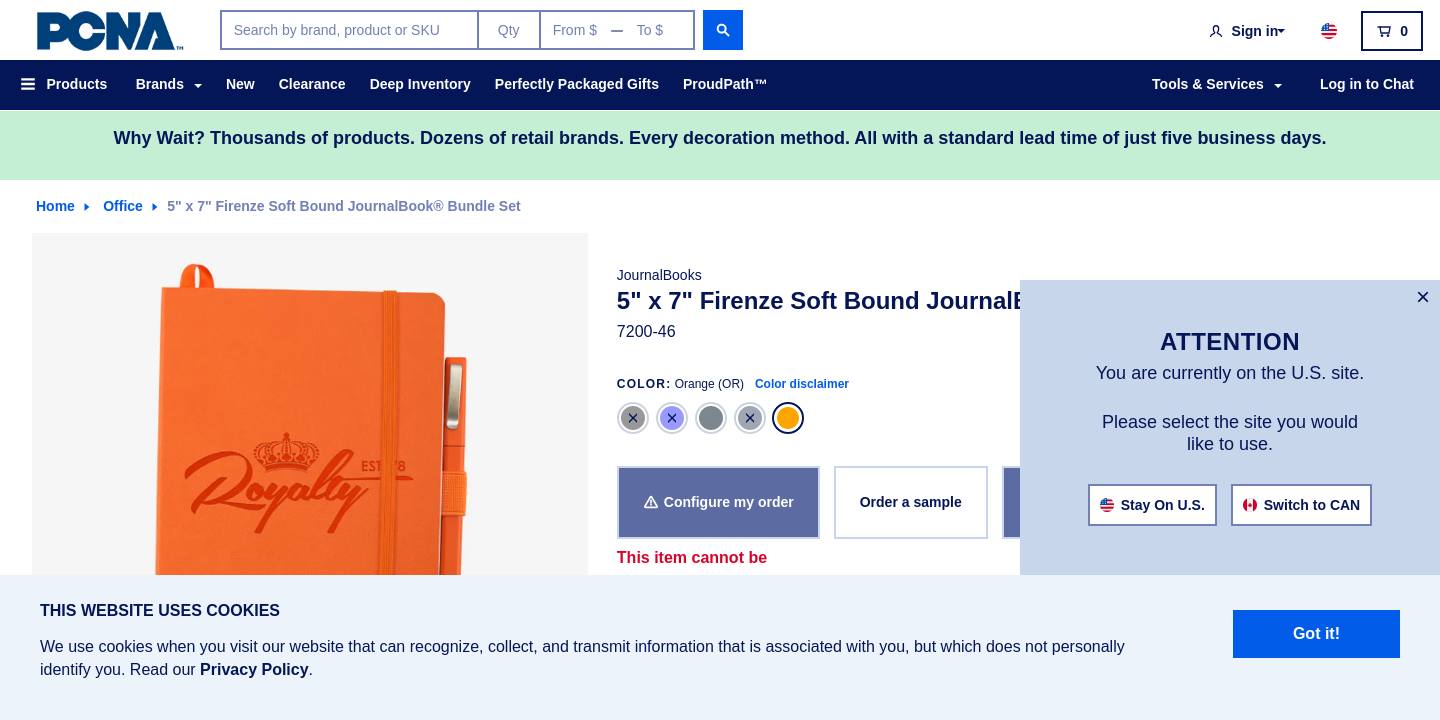 PCNA™
Search by brand, product or SKU
Qty
From $ — To $
Sign in
0
Products
Brands
New
Clearance
Deep Inventory
Perfectly Packaged Gifts
ProudPath™
Tools & Services
Log in to Chat
Why Wait? Thousands of products. Dozens of retail brands. Every decoration method. All with a standard lead time of just five business days.
Home
Office
5" x 7" Firenze Soft Bound JournalBook® Bundle Set
EST
78
Royalty
JournalBooks
5" x 7" Firenze Soft Bound
7200-46
COLOR: Orange (OR)
Color disclaimer
Configure my order
Order a sample
This item cannot be
×
ATTENTION
You are currently on the U.S. site.
Please select the site you would
like to use.
Stay On U.S.
Switch to CAN
THIS WEBSITE USES COOKIES
We use cookies when you visit our website that can recognize, collect, and transmit information that is associated with you, but which does not personally
identify you. Read our Privacy Policy.
Got it!